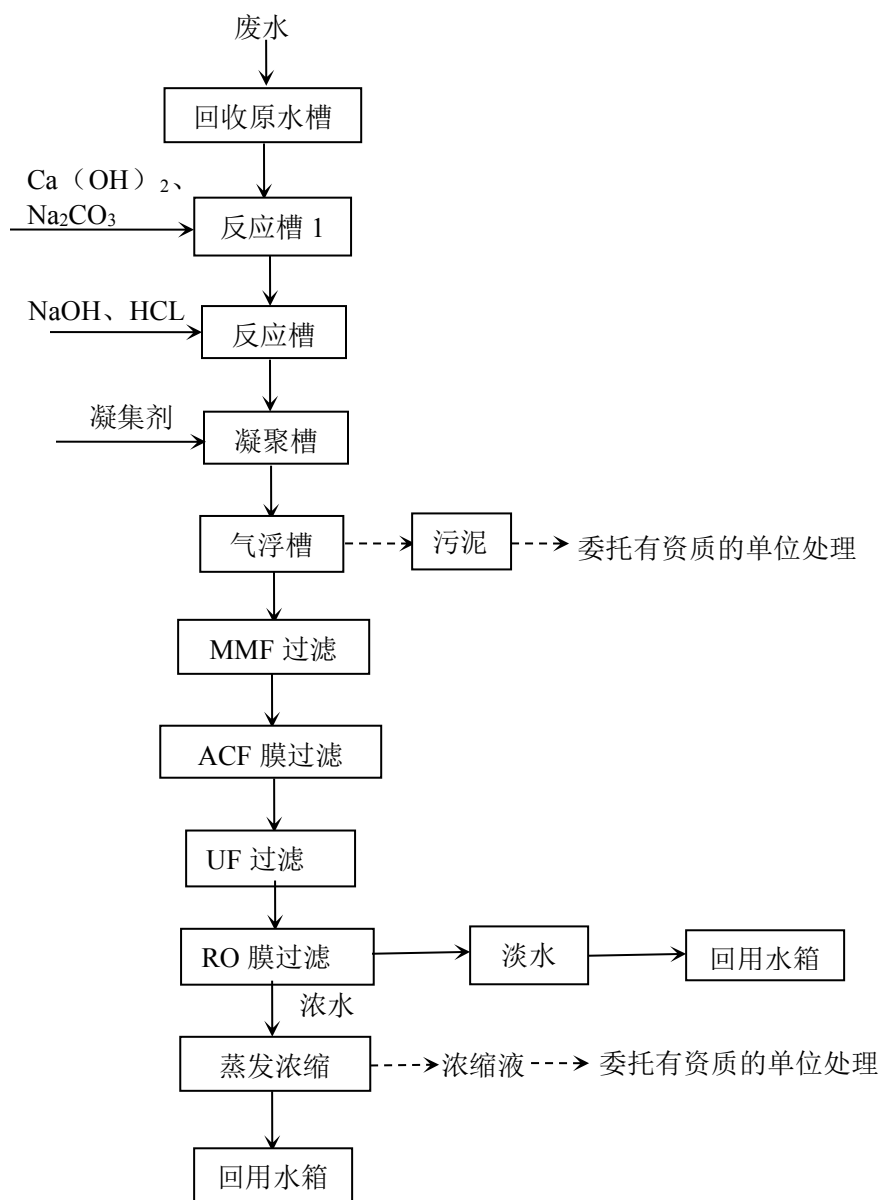 废水
回收原水槽
Ca（OH）₂、
Na₂CO₃
反应槽 1
NaOH、HCL
反应槽
凝集剂
凝聚槽
气浮槽
污泥
委托有资质的单位处理
MMF 过滤
ACF 膜过滤
UF 过滤
RO 膜过滤
淡水
回用水箱
浓水
蒸发浓缩
浓缩液
委托有资质的单位处理
回用水箱